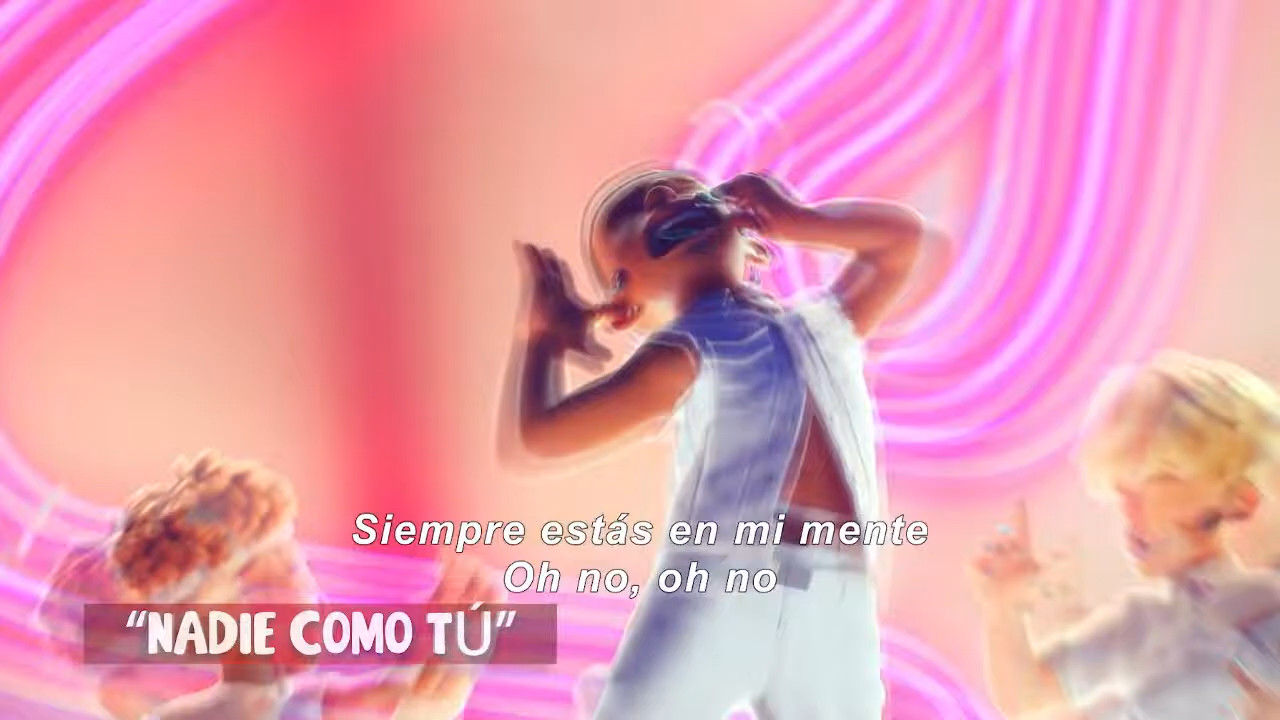 Siempre estás en mi mente
Oh no, oh no
“NADIE COMO TÚ”